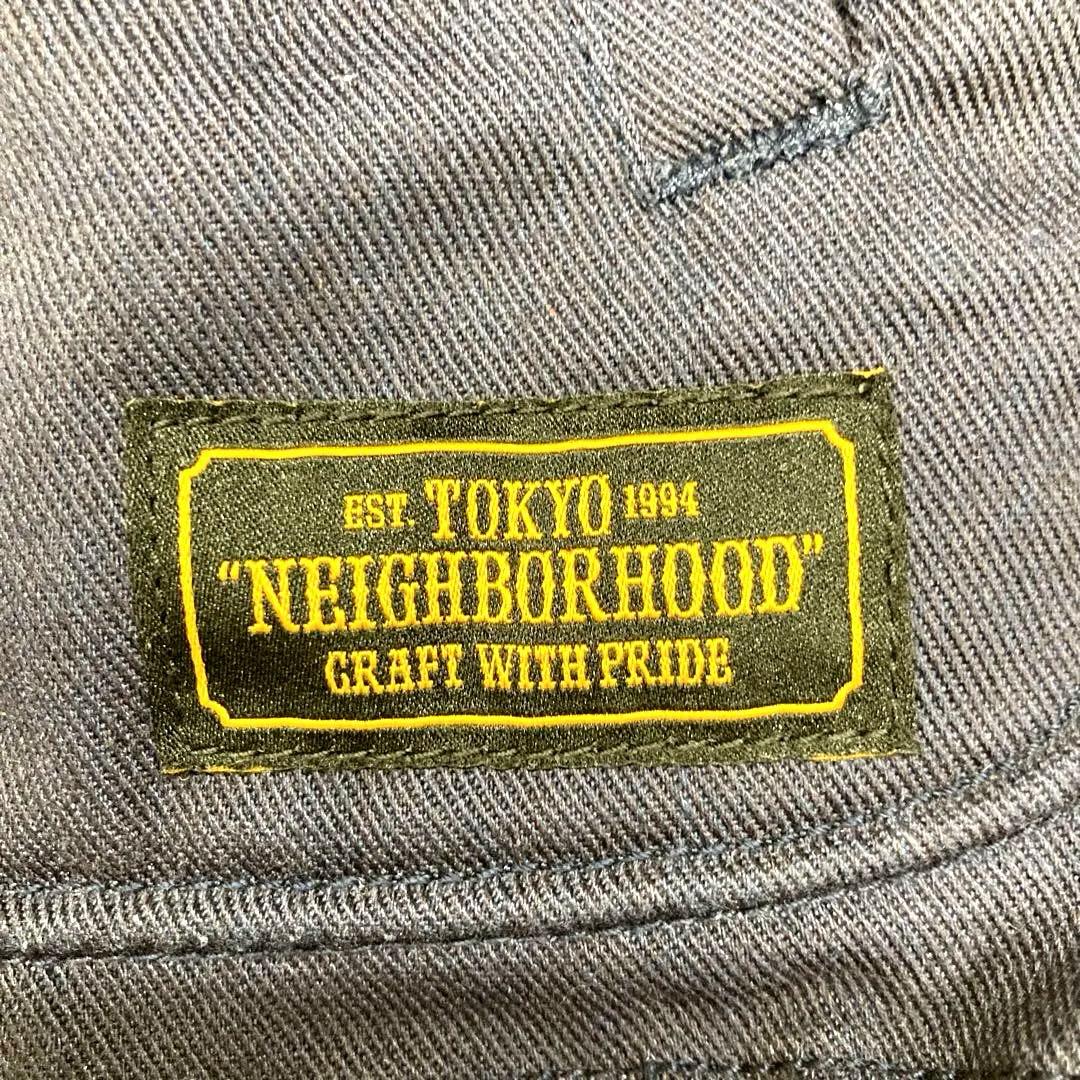 EST. TOKYO 1994
"NEIGHBORHOOD"
CRAFT WITH PRIDE